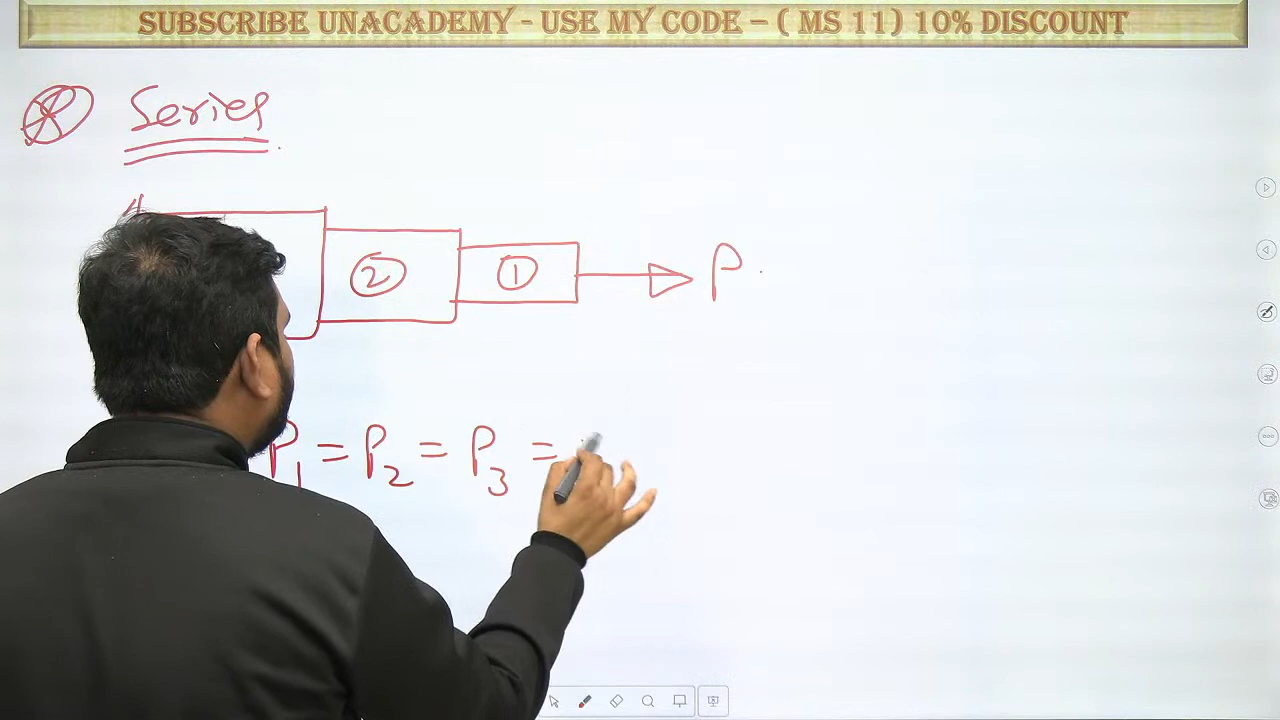 SUBSCRIBE UNACADEMY - USE MY CODE – ( MS 11) 10% DISCOUNT
Series
2 1 P
P1 = P2 = P3 =